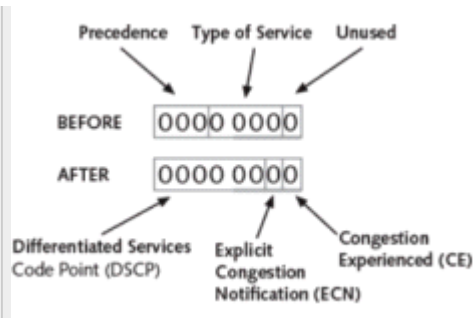 Precedence Type of Service Unused
BEFORE 0000 0000
AFTER 0000 0000
Differentiated Services
Code Point (DSCP)
Explicit
Congestion
Notification (ECN)
Congestion
Experienced (CE)